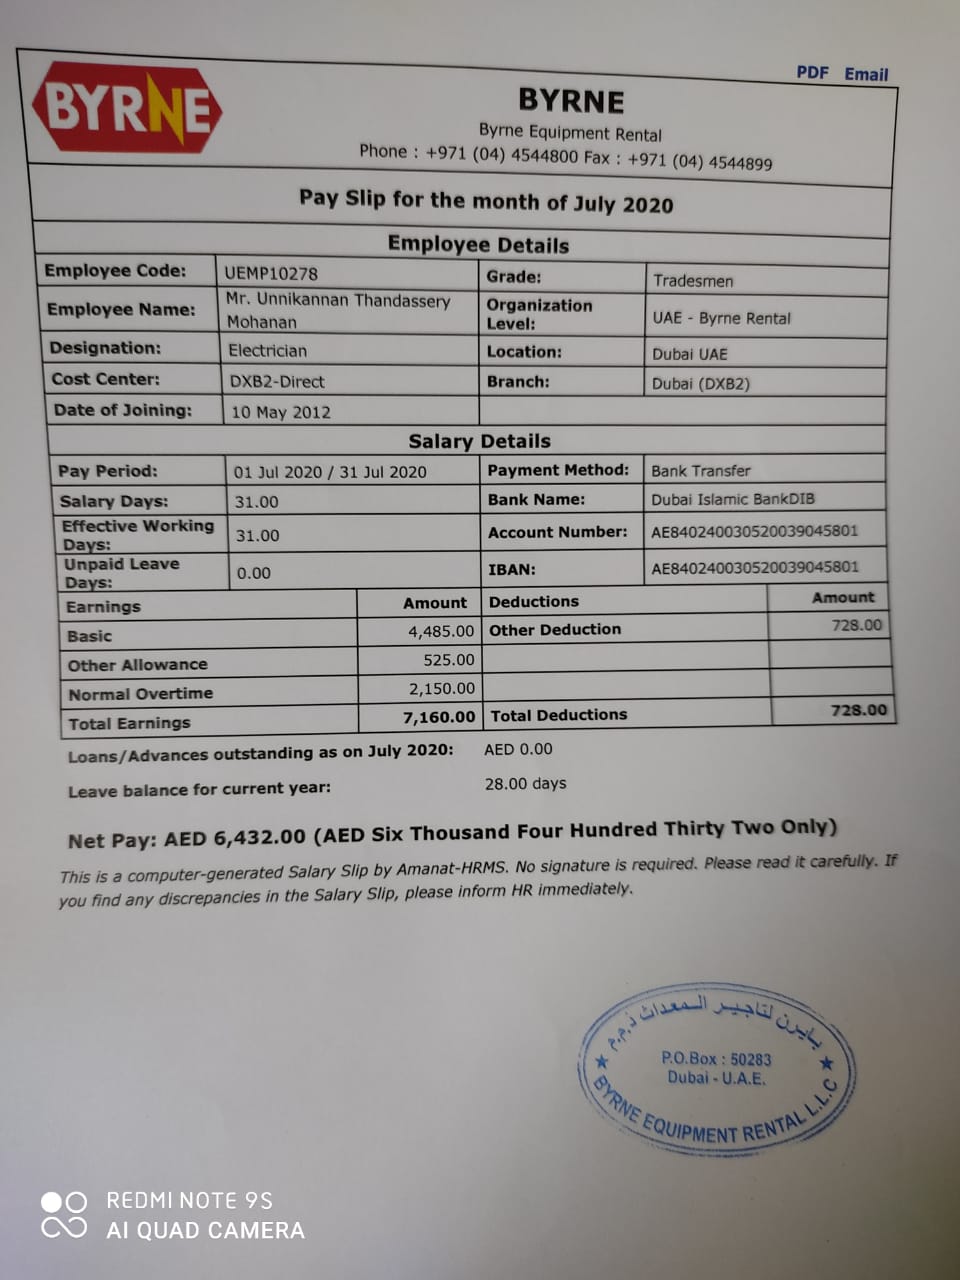 PDF Email
BYRNE
BYRNE
Byrne Equipment Rental
Phone : +971 (04) 4544800 Fax : +971 (04) 4544899
Pay Slip for the month of July 2020
Employee Details
Employee Code: UEMP10278 Grade: Tradesmen
Employee Name: Mr. Unnikannan Thandassery Mohanan Organization Level: UAE - Byrne Rental
Designation: Electrician Location: Dubai UAE
Cost Center: DXB2-Direct Branch: Dubai (DXB2)
Date of Joining: 10 May 2012
Salary Details
Pay Period: 01 Jul 2020 / 31 Jul 2020 Payment Method: Bank Transfer
Salary Days: 31.00 Bank Name: Dubai Islamic BankDIB
Effective Working Days: 31.00 Account Number: AE840240030520039045801
Unpaid Leave Days: 0.00 IBAN: AE840240030520039045801
Earnings Amount Deductions Amount
Basic 4,485.00 Other Deduction 728.00
Other Allowance 525.00
Normal Overtime 2,150.00
Total Earnings 7,160.00 Total Deductions 728.00
Loans/Advances outstanding as on July 2020: AED 0.00
Leave balance for current year: 28.00 days
Net Pay: AED 6,432.00 (AED Six Thousand Four Hundred Thirty Two Only)
This is a computer-generated Salary Slip by Amanat-HRMS. No signature is required. Please read it carefully. If
you find any discrepancies in the Salary Slip, please inform HR immediately.
بايرن لتاجير المعدات ذ.م.م
P.O.Box : 50283
Dubai - U.A.E.
BYRNE EQUIPMENT RENTAL L.L.C
REDMI NOTE 9S
AI QUAD CAMERA